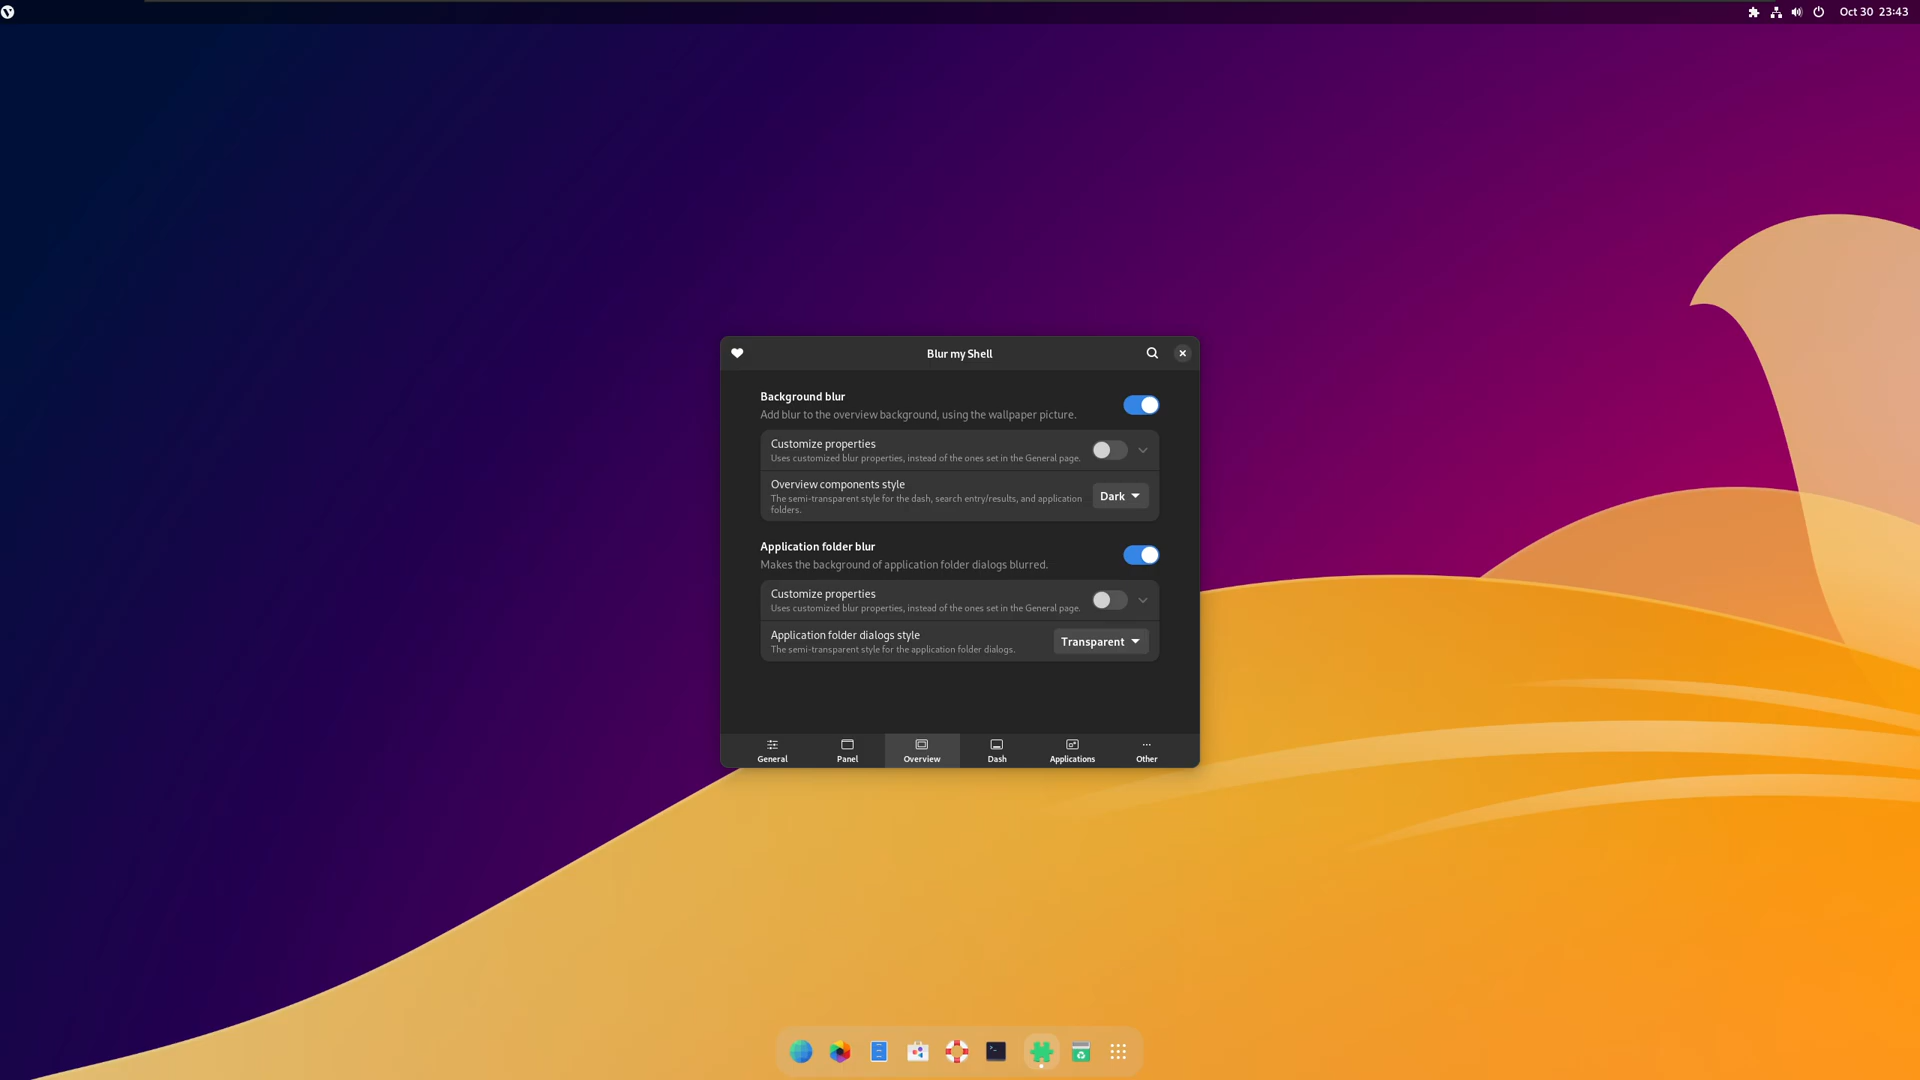 Oct 30 23:43
Blur my Shell
Background blur
Add blur to the overview background, using the wallpaper picture.
Customize properties
Uses customized blur properties, instead of the ones set in the General page.
Overview components style
The semi-transparent style for the dash, search entry/results, and application
folders.
Dark
Application folder blur
Makes the background of application folder dialogs blurred.
Customize properties
Uses customized blur properties, instead of the ones set in the General page.
Application folder dialogs style
The semi-transparent style for the application folder dialogs.
Transparent
General
Panel
Overview
Dash
Applications
Other